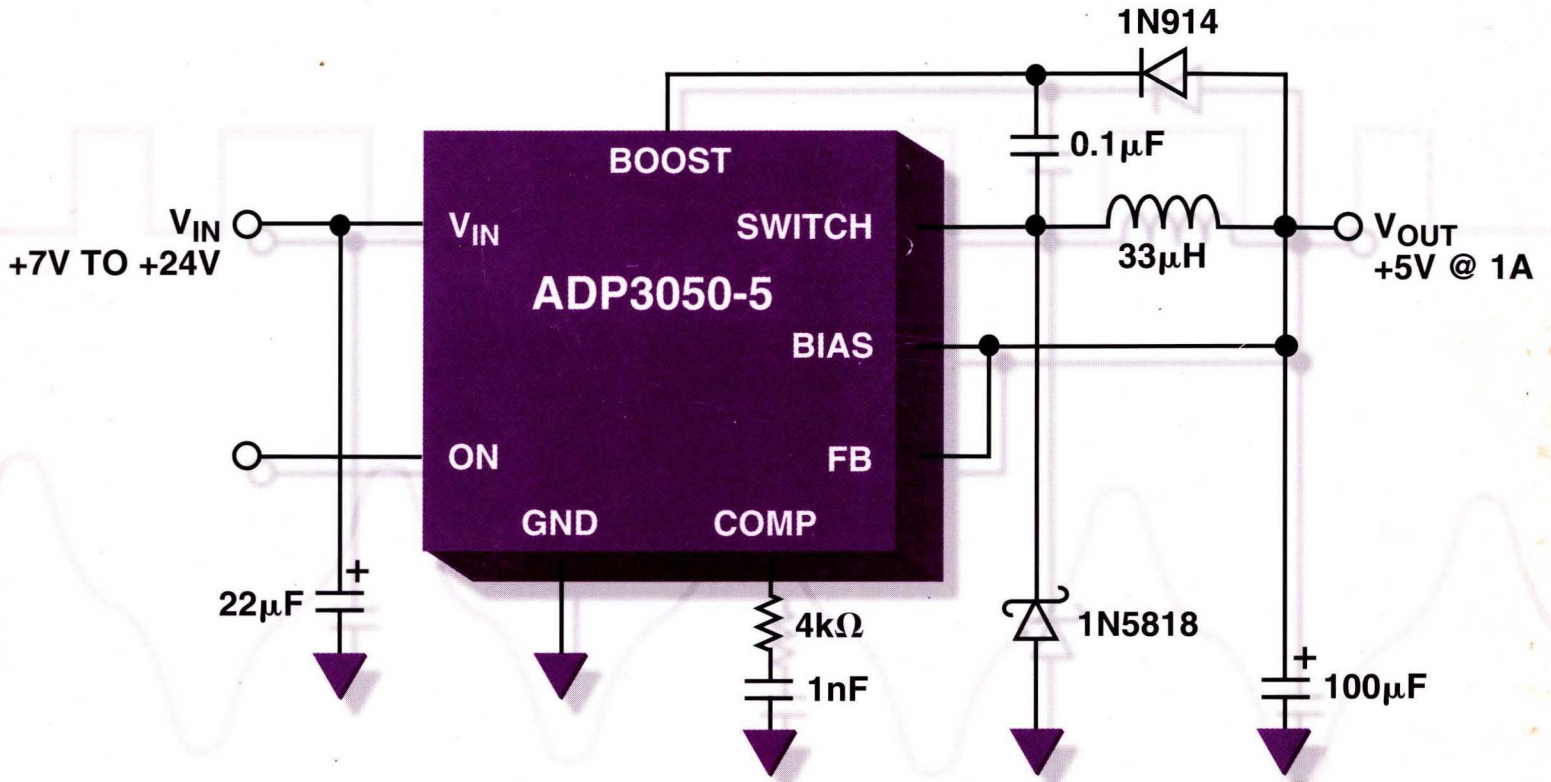 1N914
BOOST
0.1μF
VIN
+7V TO +24V
VIN
SWITCH
33μH
VOUT
+5V @ 1A
ADP3050-5
BIAS
ON
FB
GND
COMP
22μF
+
4kΩ
1nF
1N5818
+
100μF